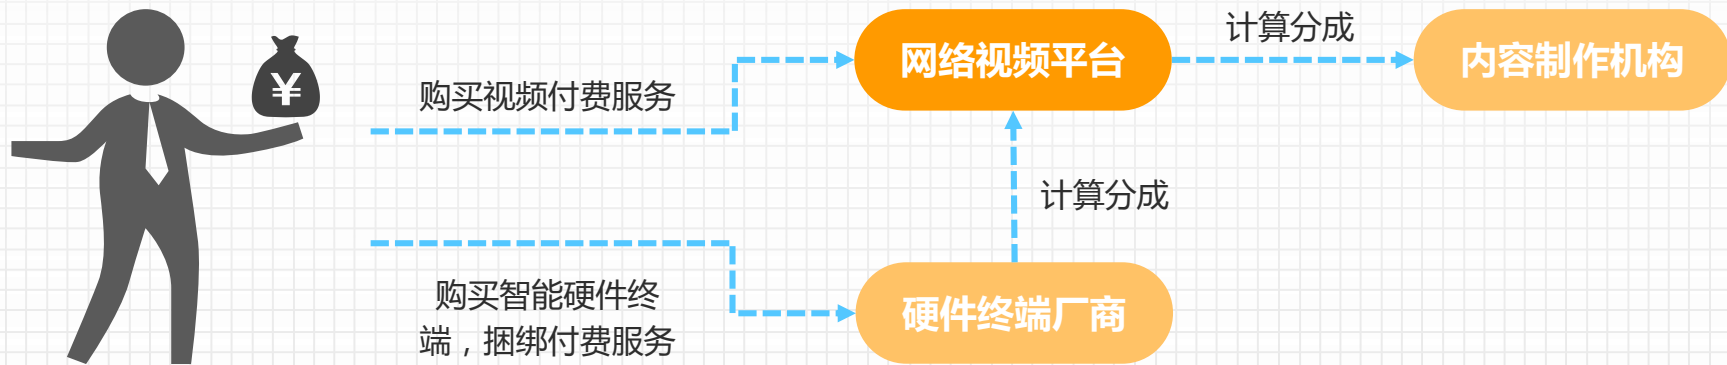 计算分成
网络视频平台
内容制作机构
¥
购买视频付费服务
计算分成
购买智能硬件终
端，捆绑付费服务
硬件终端厂商